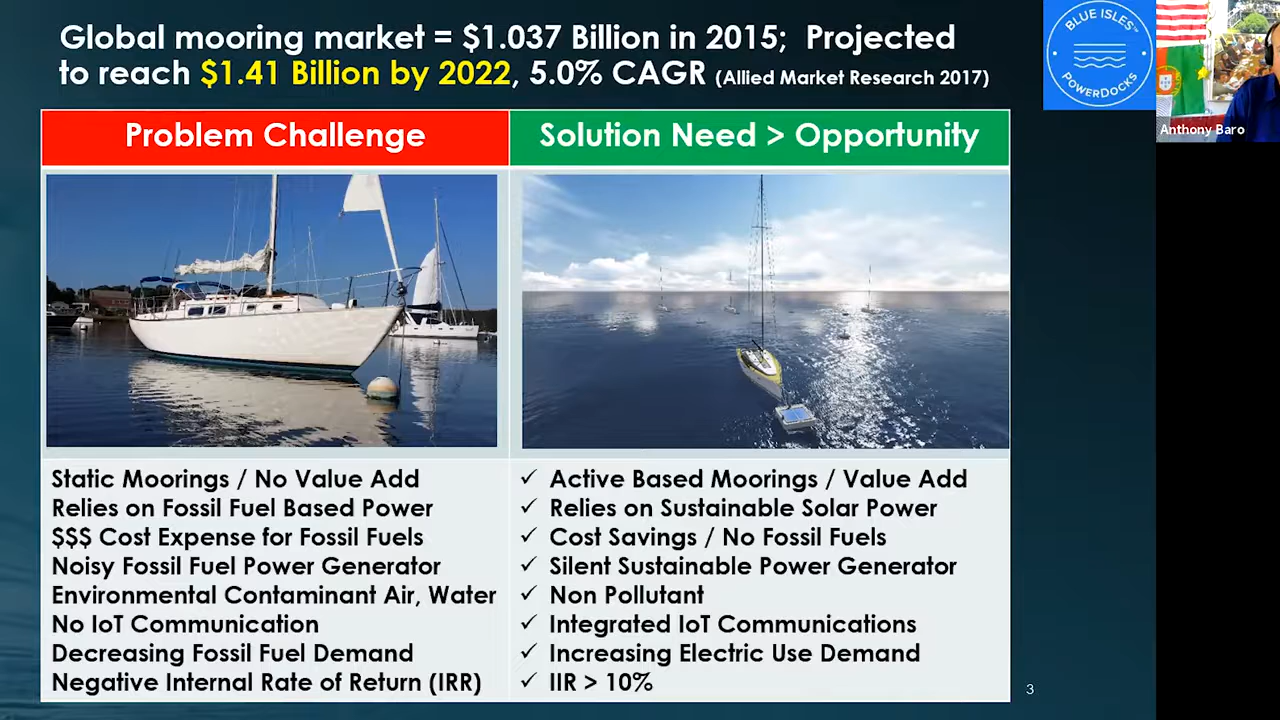 Global mooring market = $1.037 Billion in 2015; Projected
to reach $1.41 Billion by 2022, 5.0% CAGR (Allied Market Research 2017)
BLUE ISLES™
POWERDOCKS
Anthony Baro
Problem Challenge
Solution Need > Opportunity
Static Moorings / No Value Add
Relies on Fossil Fuel Based Power
$$$ Cost Expense for Fossil Fuels
Noisy Fossil Fuel Power Generator
Environmental Contaminant Air, Water
No IoT Communication
Decreasing Fossil Fuel Demand
Negative Internal Rate of Return (IRR)
✓ Active Based Moorings / Value Add
✓ Relies on Sustainable Solar Power
✓ Cost Savings / No Fossil Fuels
✓ Silent Sustainable Power Generator
✓ Non Pollutant
✓ Integrated IoT Communications
✓ Increasing Electric Use Demand
✓ IIR > 10%
3